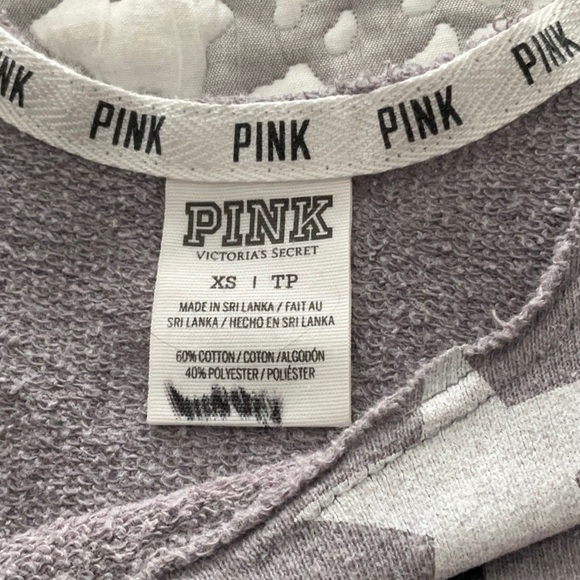 PINK PINK PINK PINK
PINK
VICTORIA'S SECRET
XS | TP
MADE IN SRI LANKA / FAIT AU
SRI LANKA / HECHO EN SRI LANKA
60% COTTON / COTON / ALGODÓN
40% POLYESTER / POLIÉSTER